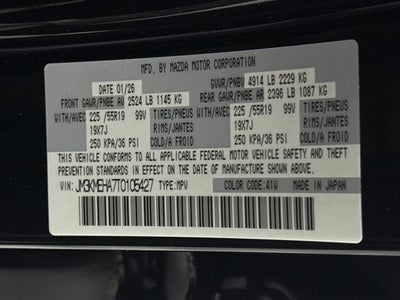 MFD. BY MAZDA MOTOR CORPORATION
DATE 01/26 GVWR/PNBV 4914 LB 2229 KG
FRONT GAWR/PNBE AV 2524 LB 1145 KG REAR GAWR/PNBE AR 2396 LB 1087 KG
WITH/AVEC 225 /55R19 99V TIRES/PNEUS WITH/AVEC 225 /55R19 99V TIRES/PNEUS
19X7J RIMS/JANTES 19X7J RIMS/JANTES
250 KPA/36 PSI COLD/A FROID 250 KPA/36 PSI COLD/A FROID
THIS VEHICLE CONFORMS TO ALL APPLICABLE FEDERAL MOTOR VEHICLE SAFETY AND THEFT
PREVENTION STANDARDS IN EFFECT ON THE DATE OF MANUFACTURE SHOWN ABOVE.
VIN: JM3KMEHA7T0105427 TYPE:MPV COLOR CODE:41W MADE IN JAPAN